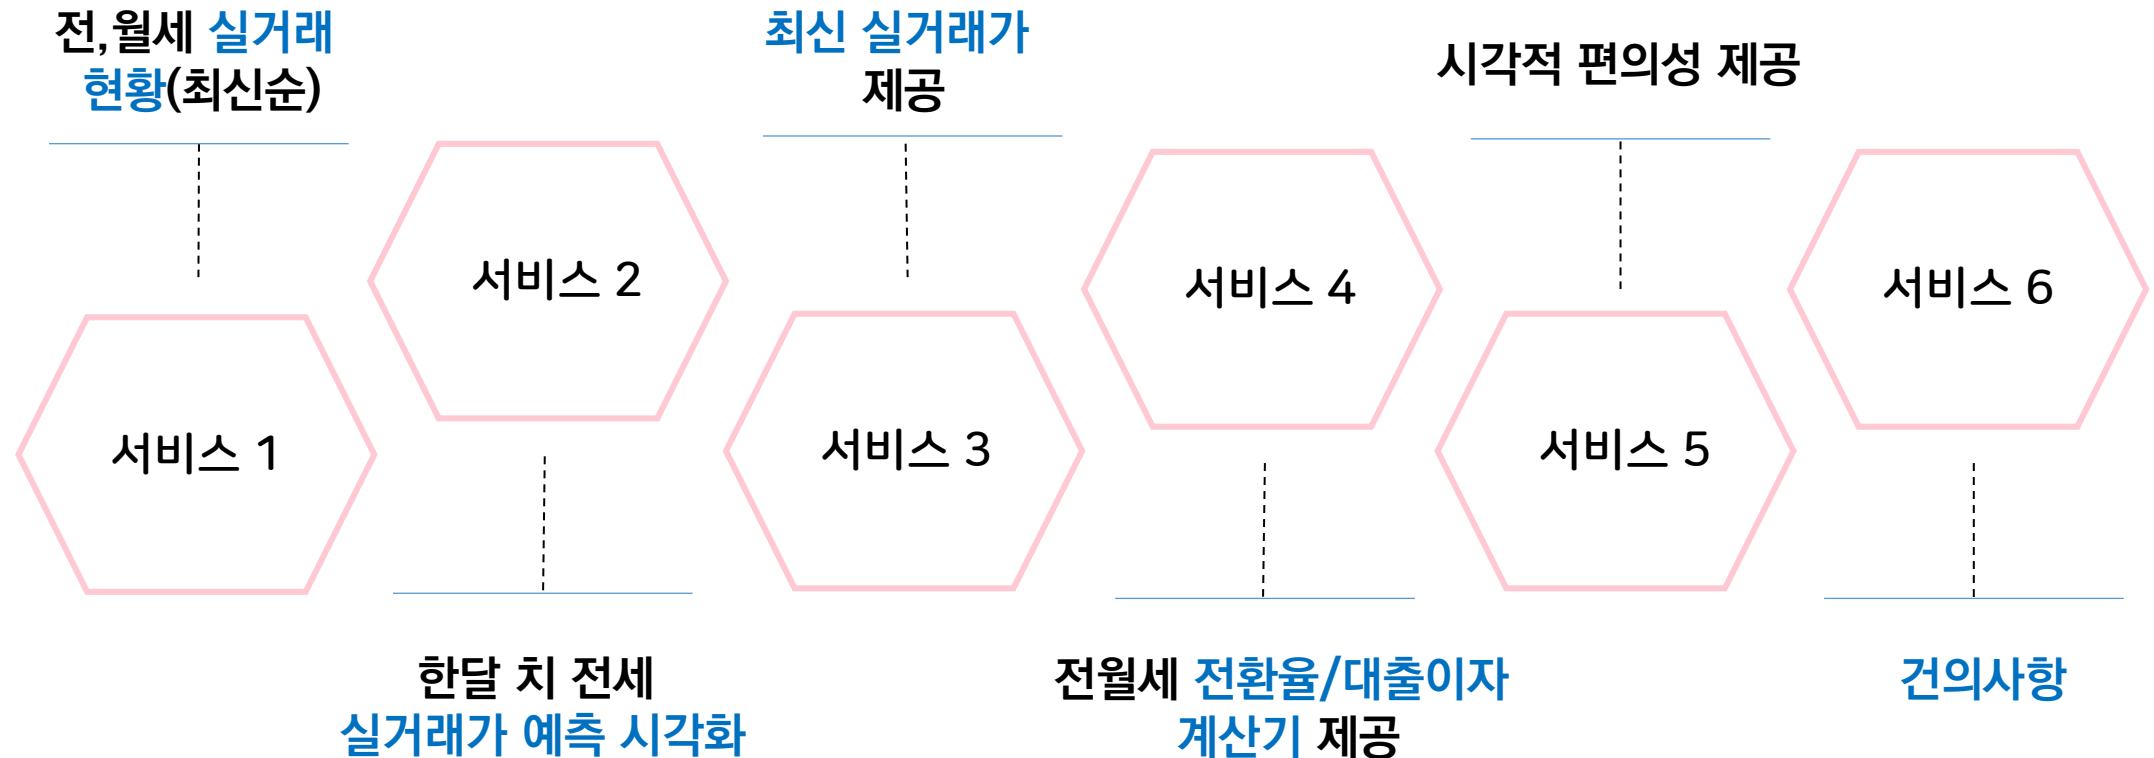 전,월세 실거래
현황(최신순)
최신 실거래가
제공
시각적 편의성 제공
서비스 1
서비스 2
서비스 3
서비스 4
서비스 5
서비스 6
한달 치 전세
실거래가 예측 시각화
전월세 전환율/대출이자
계산기 제공
건의사항